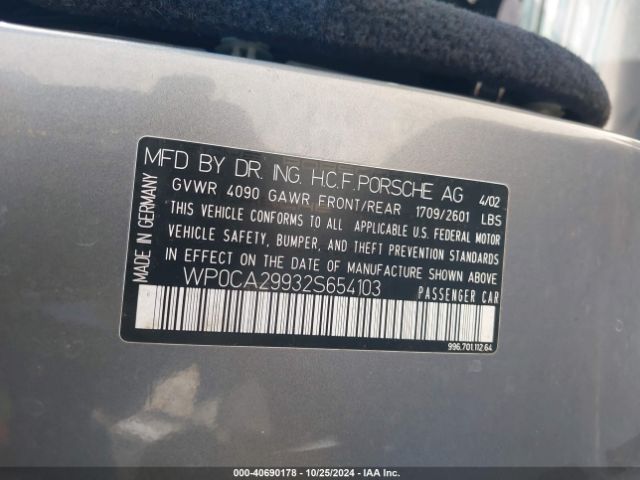 MFD BY DR. ING. H.C.F. PORSCHE AG 4/02
GVWR 4090 GAWR, FRONT/REAR 1709/2601 LBS
THIS VEHICLE CONFORMS TO ALL APPLICABLE U.S. FEDERAL MOTOR
VEHICLE SAFETY, BUMPER, AND THEFT PREVENTION STANDARDS
IN EFFECT ON THE DATE OF MANUFACTURE SHOWN ABOVE.
WP0CA29932S654103 PASSENGER CAR
MADE IN GERMANY
996.701.112.64
000-40690178 - 10/25/2024 - IAA Inc.